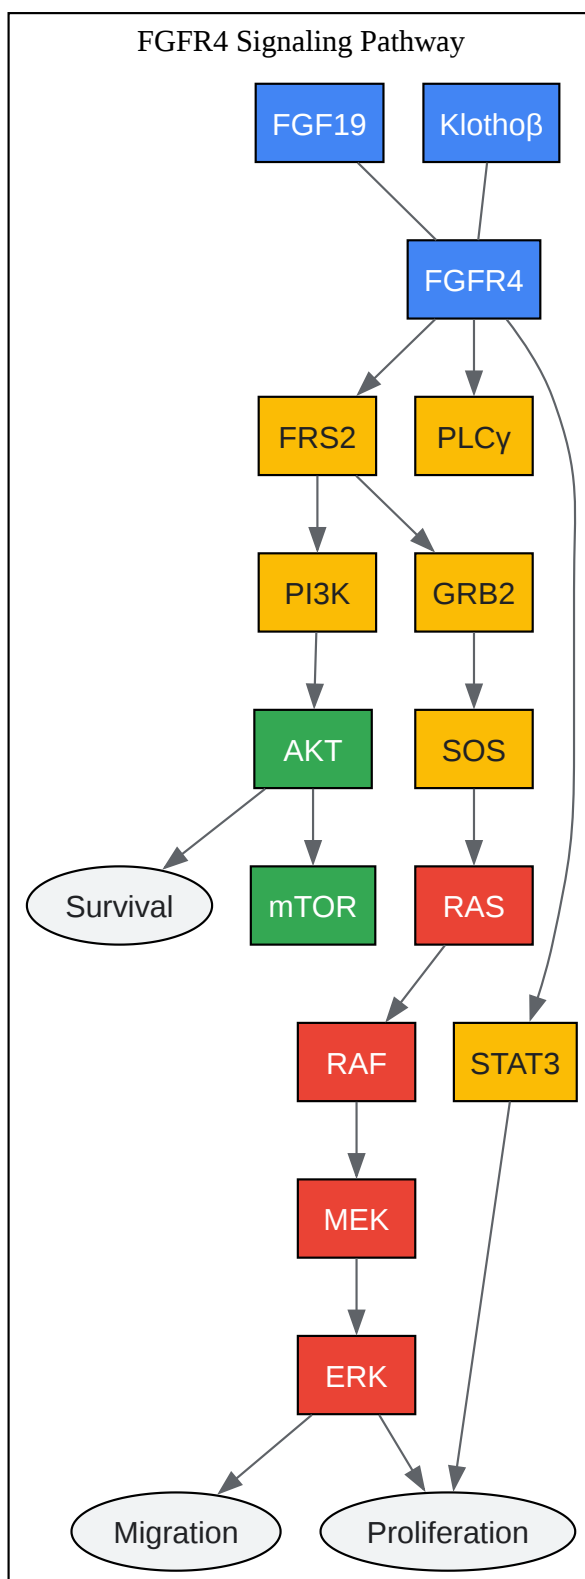 FGFR4 Signaling Pathway
FGF19
Klothoβ
FGFR4
FRS2
PLCγ
PI3K
GRB2
AKT
SOS
Survival
mTOR
RAS
RAF
STAT3
MEK
ERK
Migration
Proliferation